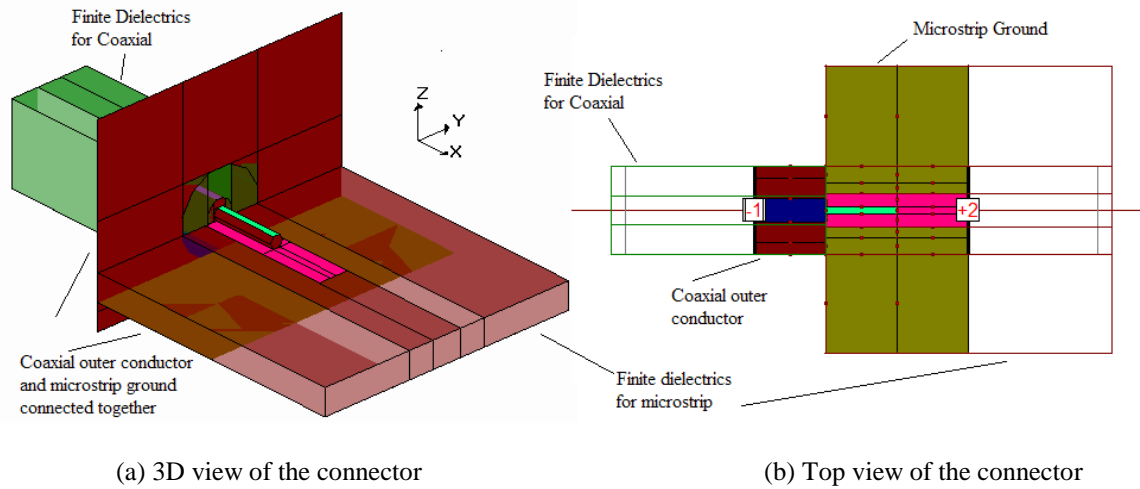 Finite Dielectrics
for Coaxial
Z
Y
X
Coaxial outer conductor
and microstrip ground
connected together
Finite dielectrics
for microstrip
(a) 3D view of the connector
Microstrip Ground
Finite Dielectrics
for Coaxial
-1
+2
Coaxial outer
conductor
(b) Top view of the connector